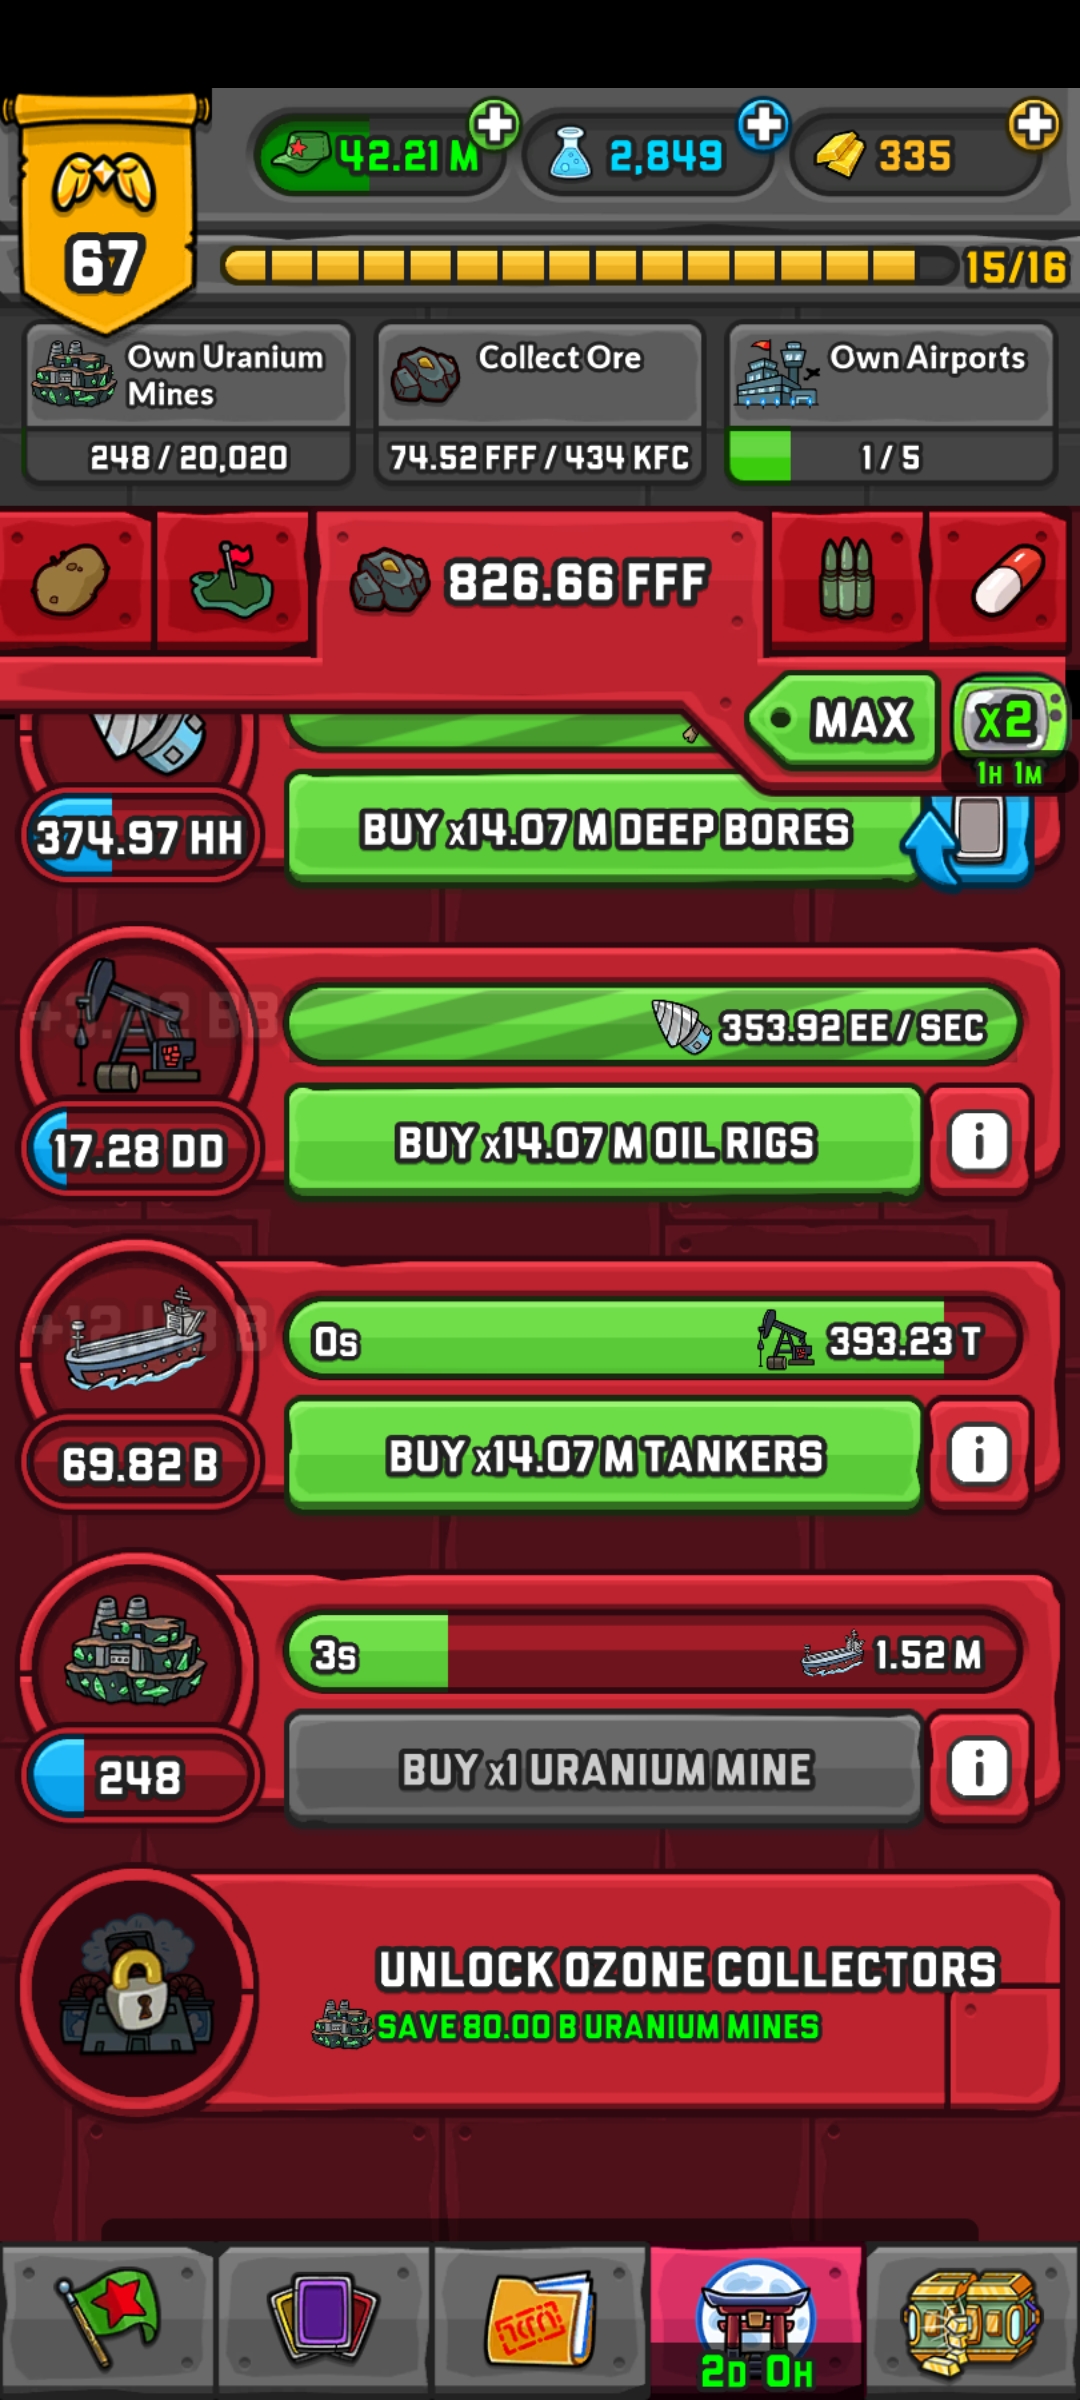 42.21 M
2,849
335
67
15/16
Own Uranium
Mines
248 / 20,020
Collect Ore
74.52 FFF / 434 KFC
Own Airports
1 / 5
826.66 FFF
MAX
x2
1H 1M
374.97 HH
BUY x14.07 M DEEP BORES
353.92 EE / SEC
17.28 DD
BUY x14.07 M OIL RIGS
i
0s
393.23 T
69.82 B
BUY x14.07 M TANKERS
i
3s
1.52 M
248
BUY x1 URANIUM MINE
i
UNLOCK OZONE COLLECTORS
SAVE 80.00 B URANIUM MINES
2D 0H